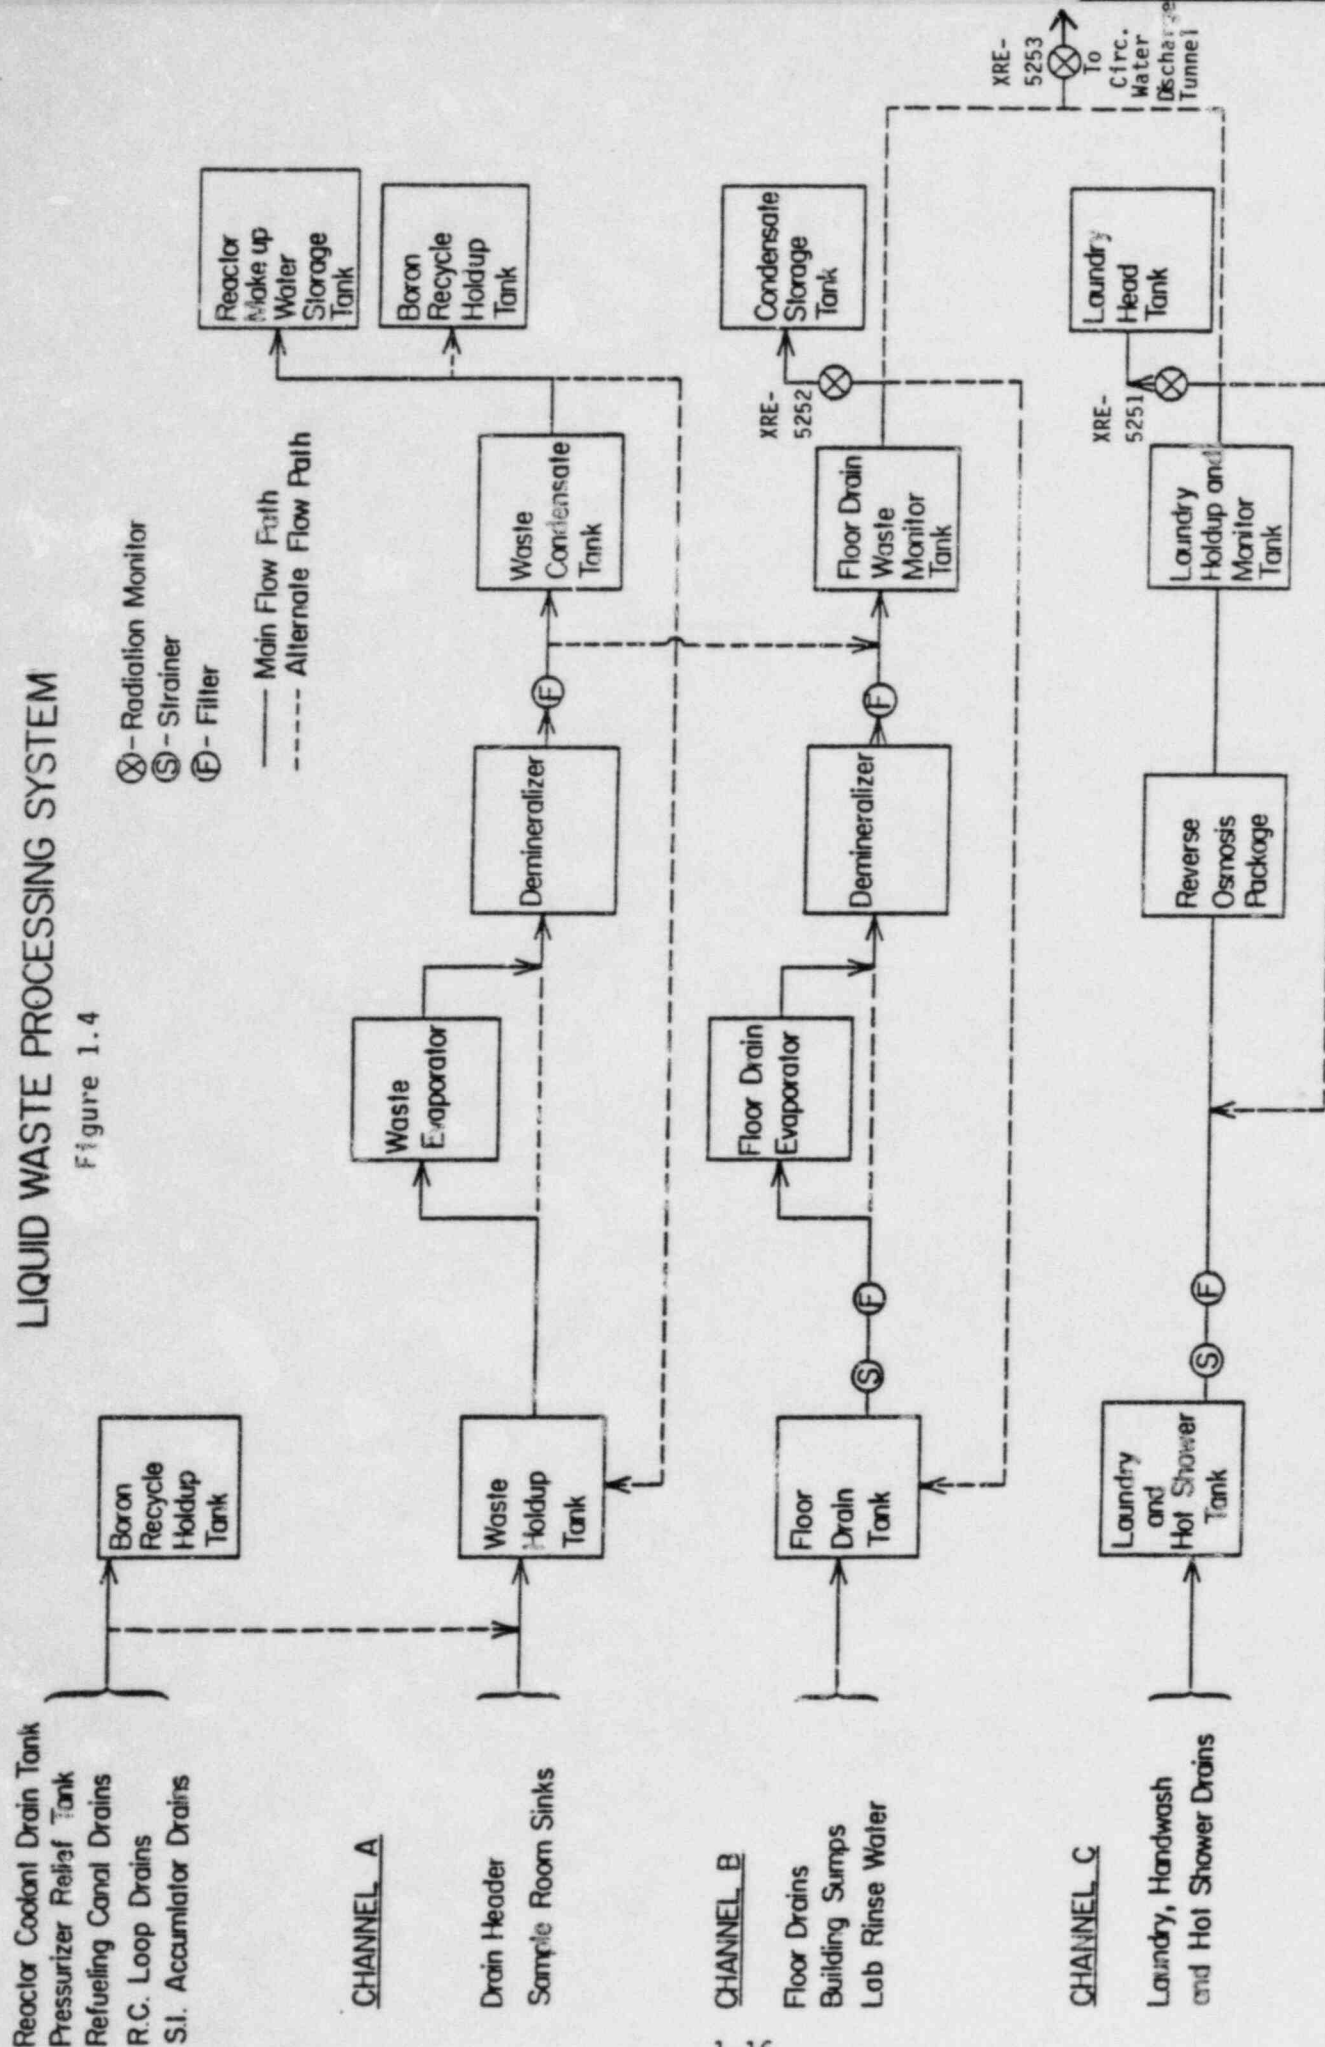 LIQUID WASTE PROCESSING SYSTEM
Figure 1.4
Ⓧ- Radiation Monitor
Ⓢ- Strainer
Ⓕ- Filter
Main Flow Path
Alternate Flow Path
Reactor Coolant Drain Tank
Pressurizer Relief Tank
Refueling Canal Drains
R.C. Loop Drains
S.I. Accumlator Drains
Boron
Recycle
Holdup
Tank
CHANNEL A
Drain Header
Sample Room Sinks
Waste
Holdup
Tank
Waste
Evaporator
Demineralizer
F
Waste
Condensate
Tank
Reactor
Make up
Water
Storage
Tank
Boron
Recycle
Holdup
Tank
CHANNEL B
Floor Drains
Building Sumps
Lab Rinse Water
Floor
Drain
Tank
S
F
Floor Drain
Evaporator
Demineralizer
F
Floor Drain
Waste
Monitor
Tank
XRE-
5252
Condensate
Storage
Tank
XRE-
5253
To
Circ.
Water
Discharge
Tunnel
CHANNEL C
Laundry, Handwash
and Hot Shower Drains
Laundry
and
Hot Shower
Tank
S
F
Reverse
Osmosis
Package
Laundry
Holdup and
Monitor
Tank
XRE-
5251
Laundry
Head
Tank